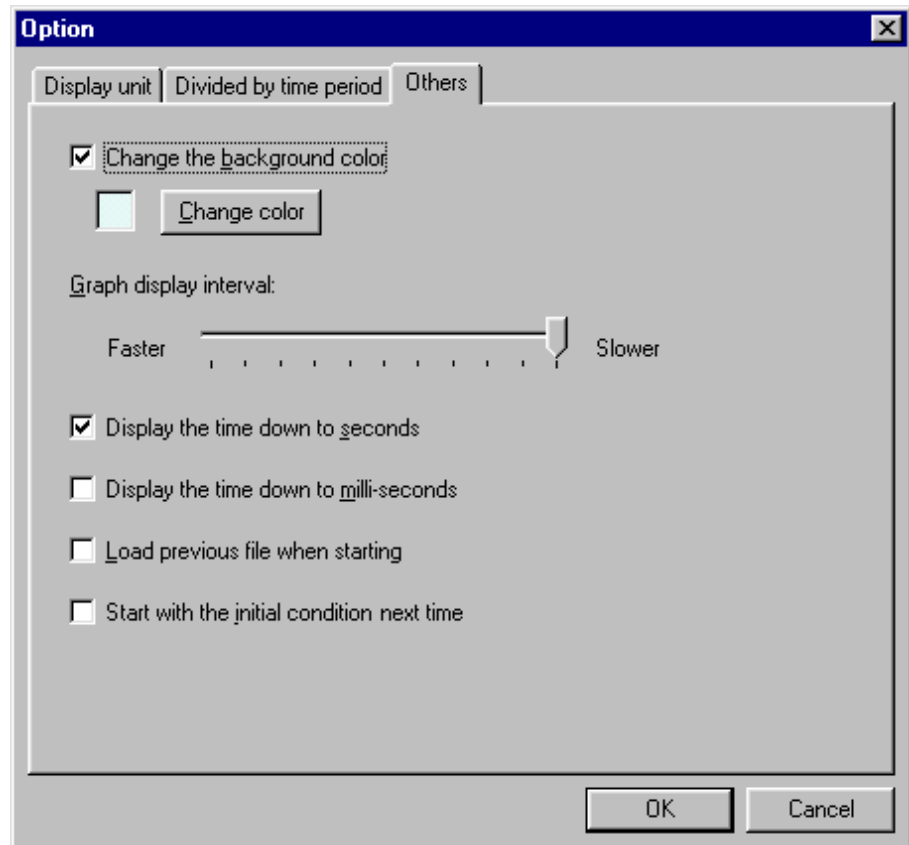 Option
Display unit Divided by time period Others
Change the background color
Change color
Graph display interval:
Faster Slower
Display the time down to seconds
Display the time down to milli-seconds
Load previous file when starting
Start with the initial condition next time
OK Cancel